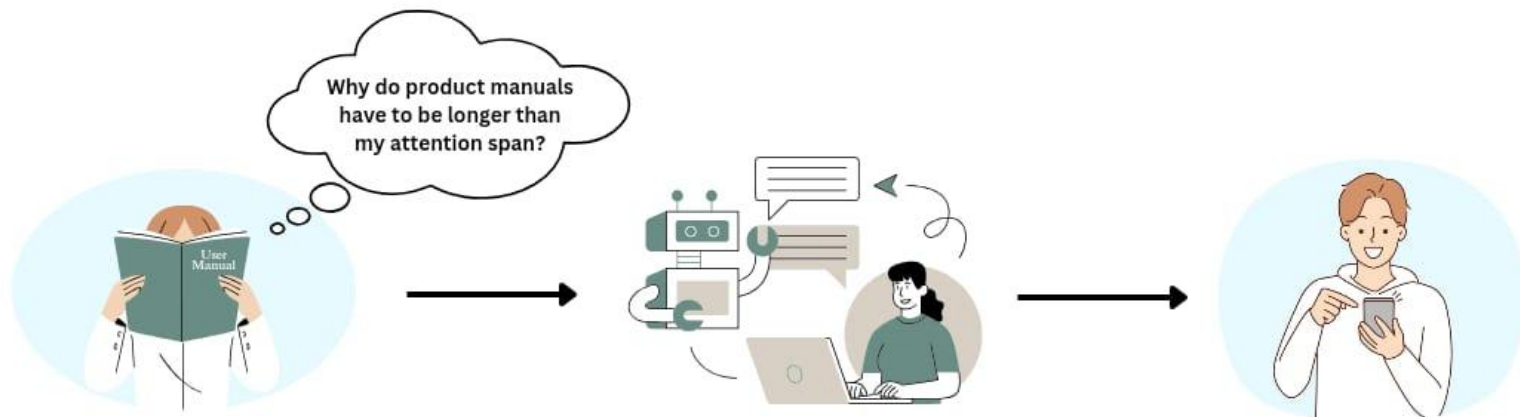 Why do product manuals
have to be longer than
my attention span?
User
Manual